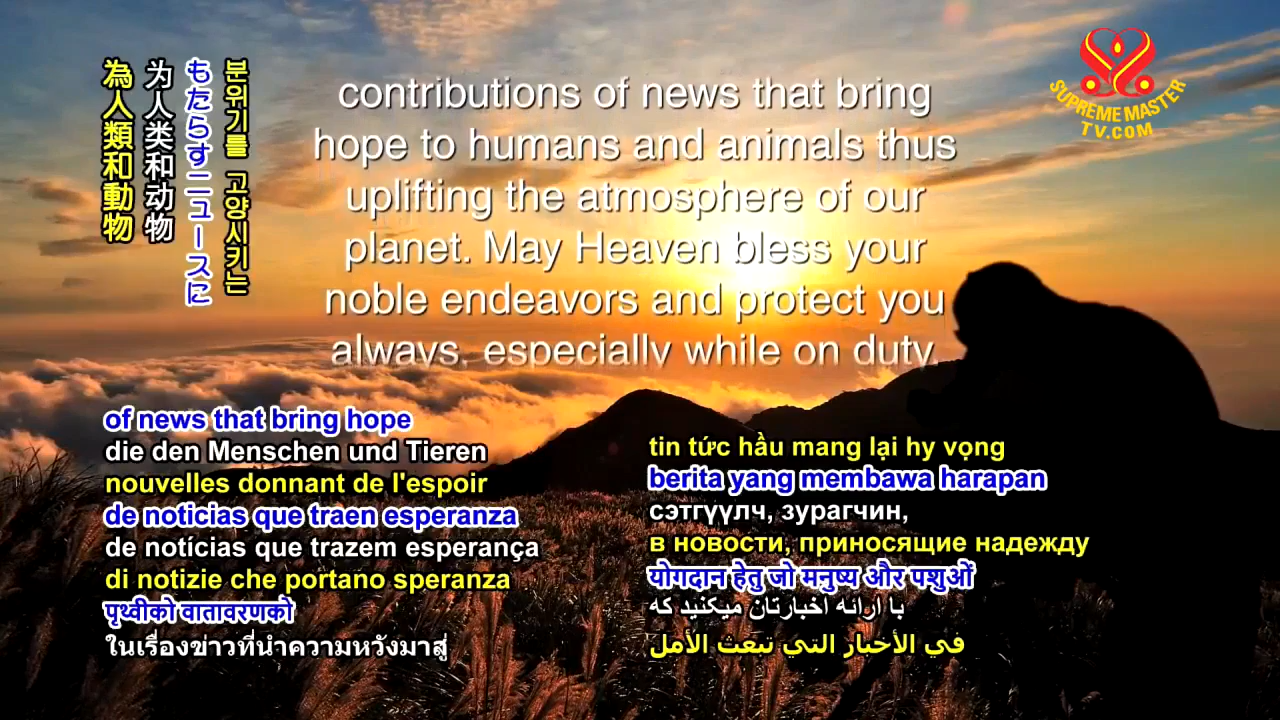 為人類和動物
为人类和动物
もたらすニュースに
분위기를 고양시키는
contributions of news that bring
hope to humans and animals thus
uplifting the atmosphere of our
planet. May Heaven bless your
noble endeavors and protect you
always, especially while on duty.
SUPREME MASTER
TV.COM
of news that bring hope
die den Menschen und Tieren
nouvelles donnant de l'espoir
de noticias que traen esperanza
de notícias que trazem esperança
di notizie che portano speranza
पृथ्वीको वातावरणको
ในเรื่องข่าวที่นำความหวังมาสู่
tin tức hầu mang lại hy vọng
berita yang membawa harapan
сэтгүүлч, зурагчин,
в новости, приносящие надежду
योगदान हेतु जो मनुष्य और पशुओं
با ارائه اخبارتان میکنید که
في الأخبار التي تبعث الأمل